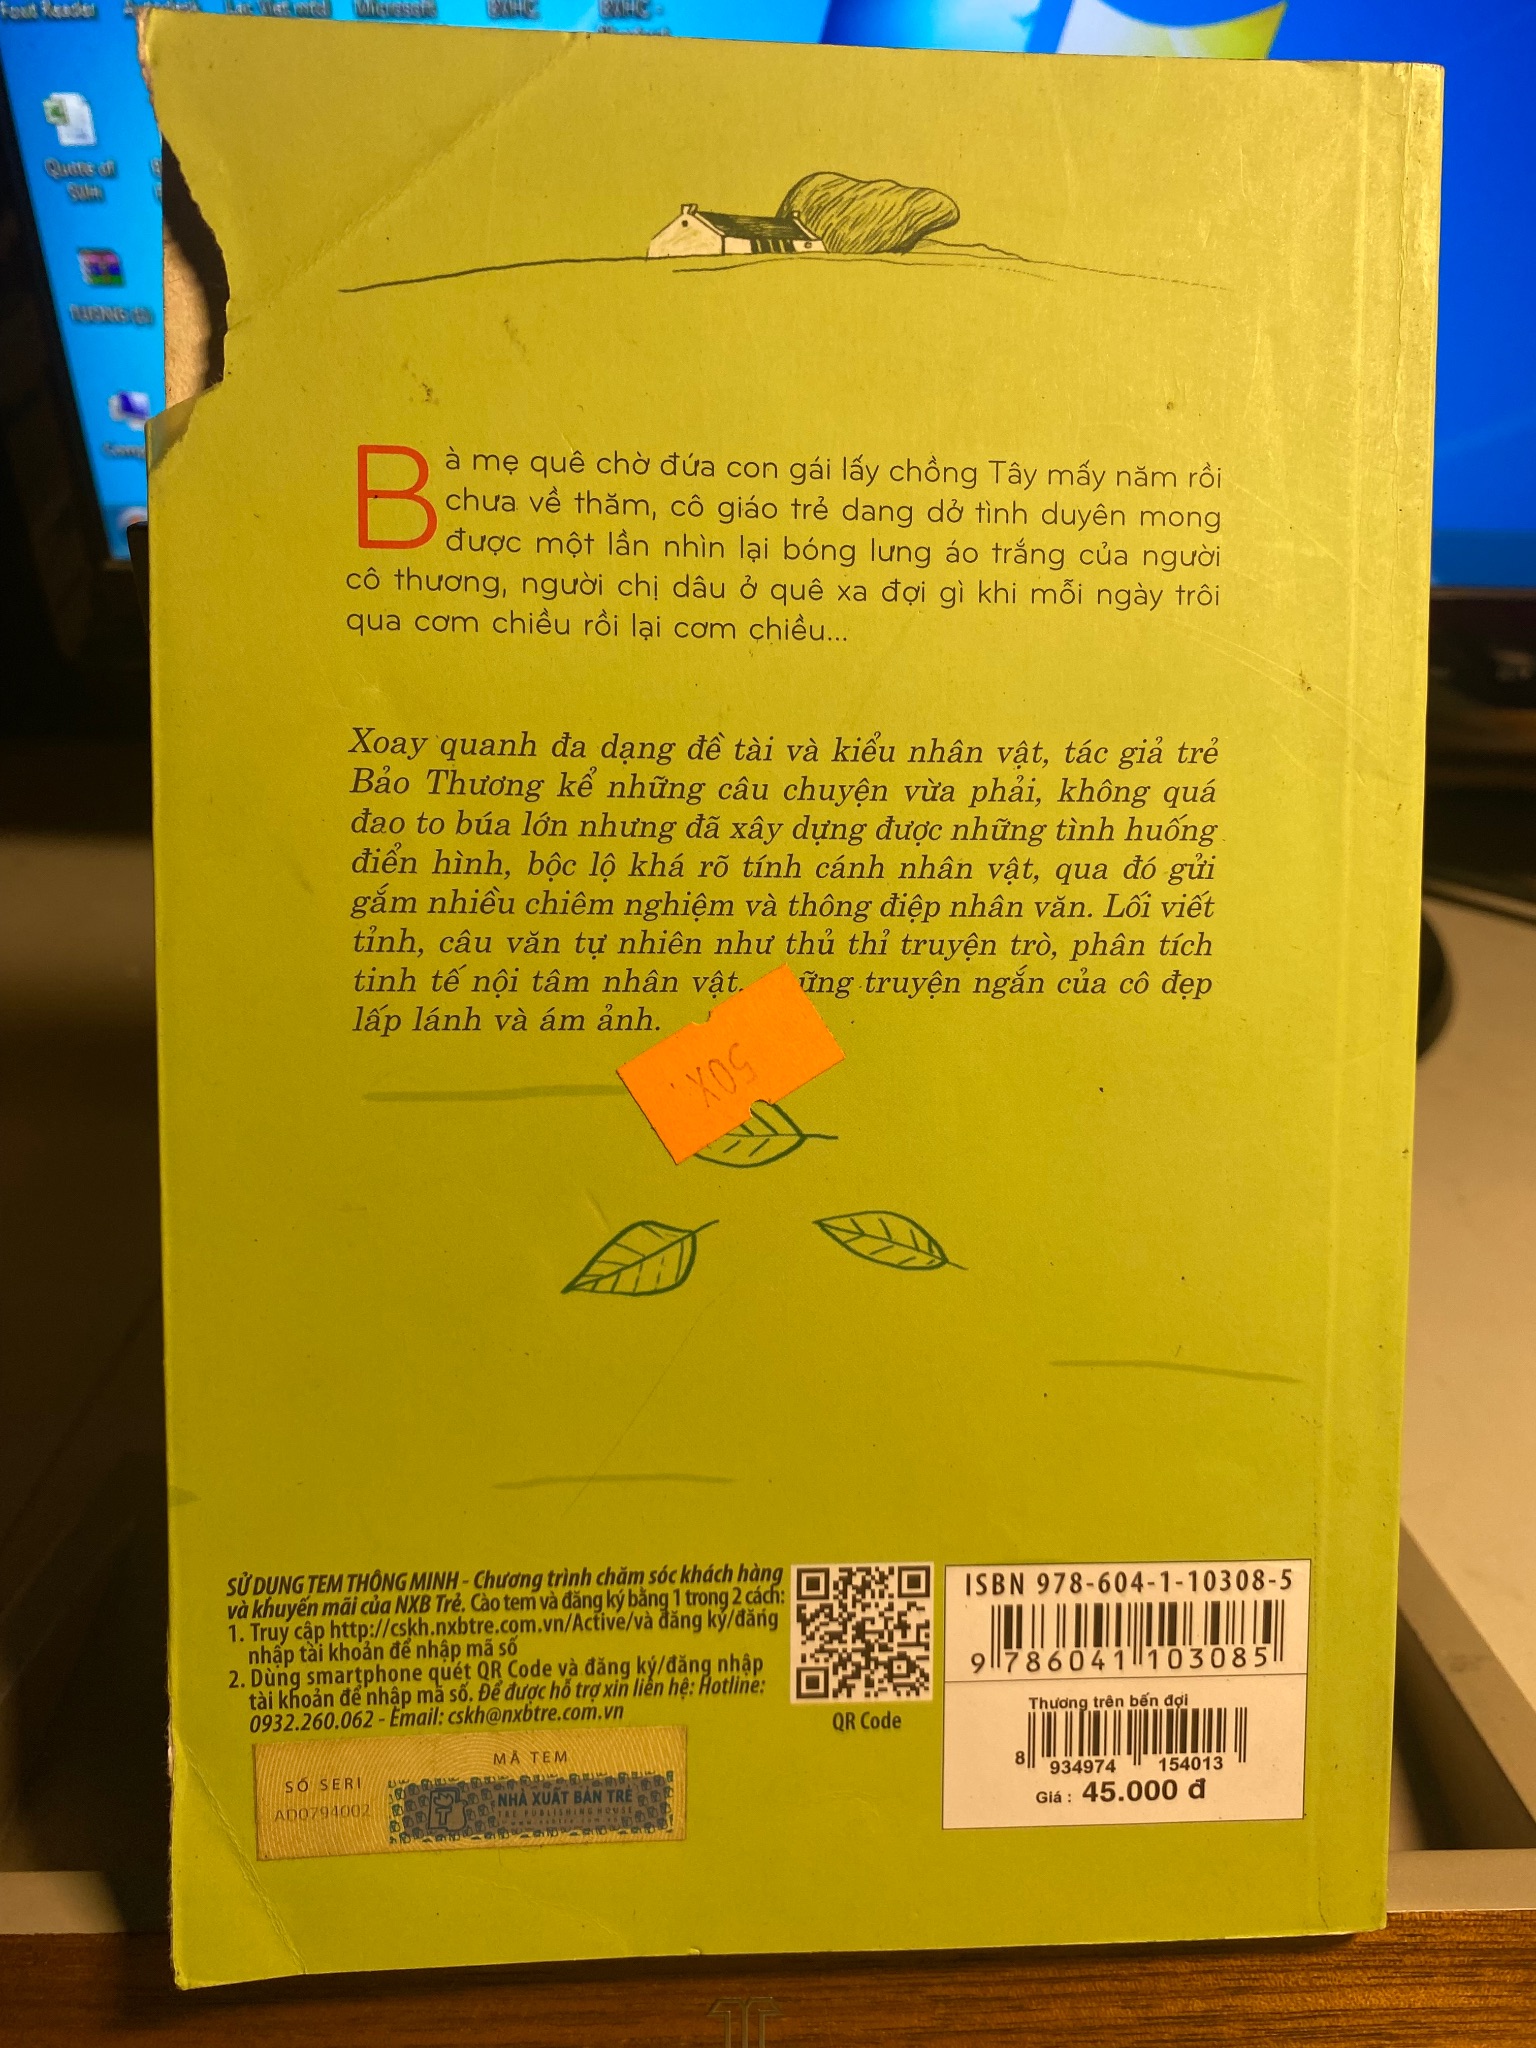 Foxit Reader
Microsoft
Quote of
Bà mẹ quê chờ đứa con gái lấy chồng Tây mấy năm rồi
chưa về thăm, cô giáo trẻ dang dở tình duyên mong
được một lần nhìn lại bóng lưng áo trắng của người
cô thương, người chị dâu ở quê xa đợi gì khi mỗi ngày trôi
qua cơm chiều rồi lại cơm chiều...
Xoay quanh đa dạng đề tài và kiểu nhân vật, tác giả trẻ
Bảo Thương kể những câu chuyện vừa phải, không quá
đao to búa lớn nhưng đã xây dựng được những tình huống
điển hình, bộc lộ khá rõ tính cánh nhân vật, qua đó gửi
gắm nhiều chiêm nghiệm và thông điệp nhân văn. Lối viết
tỉnh, câu văn tự nhiên như thủ thỉ truyện trò, phân tích
tinh tế nội tâm nhân vật. ững truyện ngắn của cô đẹp
lấp lánh và ám ảnh.
50X.
SỬ DỤNG TEM THÔNG MINH - Chương trình chăm sóc khách hàng
và khuyến mãi của NXB Trẻ. Cào tem và đăng ký bằng 1 trong 2 cách:
1. Truy cập http://cskh.nxbtre.com.vn/Active/và đăng ký/đăng
nhập tài khoản để nhập mã số
2. Dùng smartphone quét QR Code và đăng ký/đăng nhập
tài khoản để nhập mã số. Để được hỗ trợ xin liên hệ: Hotline:
0932.260.062 - Email: cskh@nxbtre.com.vn
QR Code
ISBN 978-604-1-10308-5
9 786041 103085
Thương trên bến đợi
8 934974 154013
Giá : 45.000 đ
MÃ TEM
SỐ SERI
AD0794002
NHÀ XUẤT BẢN TRẺ
TRE PUBLISHING HOUSE